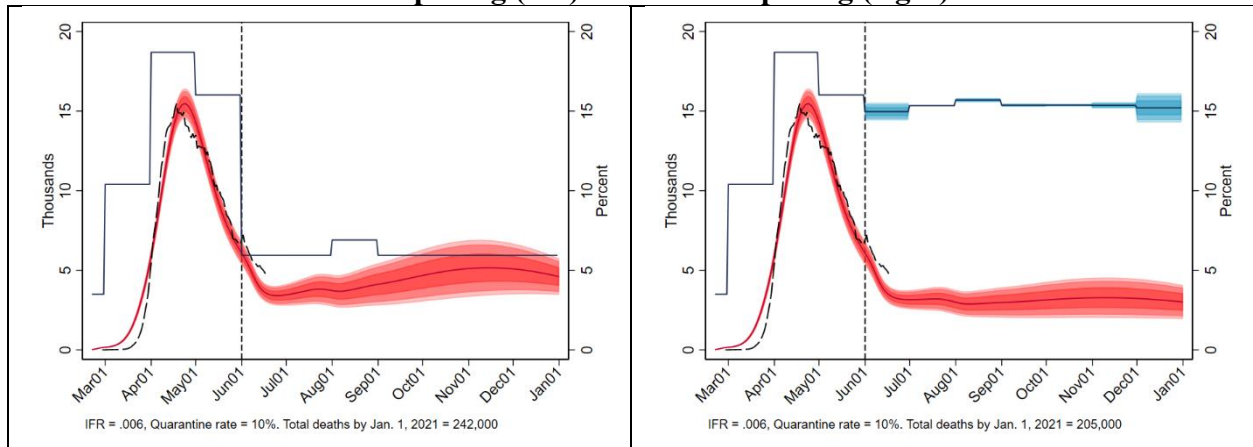 20
15
10
5
0
Thousands
20
15
10
5
0
Percent
Mar01
Apr01
May01
Jun01
Jul01
Aug01
Sep01
Oct01
Nov01
Dec01
Jan01
IFR = .006, Quarantine rate = 10%. Total deaths by Jan. 1, 2021 = 242,000
20
15
10
5
0
Thousands
20
15
10
5
0
Percent
Mar01
Apr01
May01
Jun01
Jul01
Aug01
Sep01
Oct01
Nov01
Dec01
Jan01
IFR = .006, Quarantine rate = 10%. Total deaths by Jan. 1, 2021 = 205,000